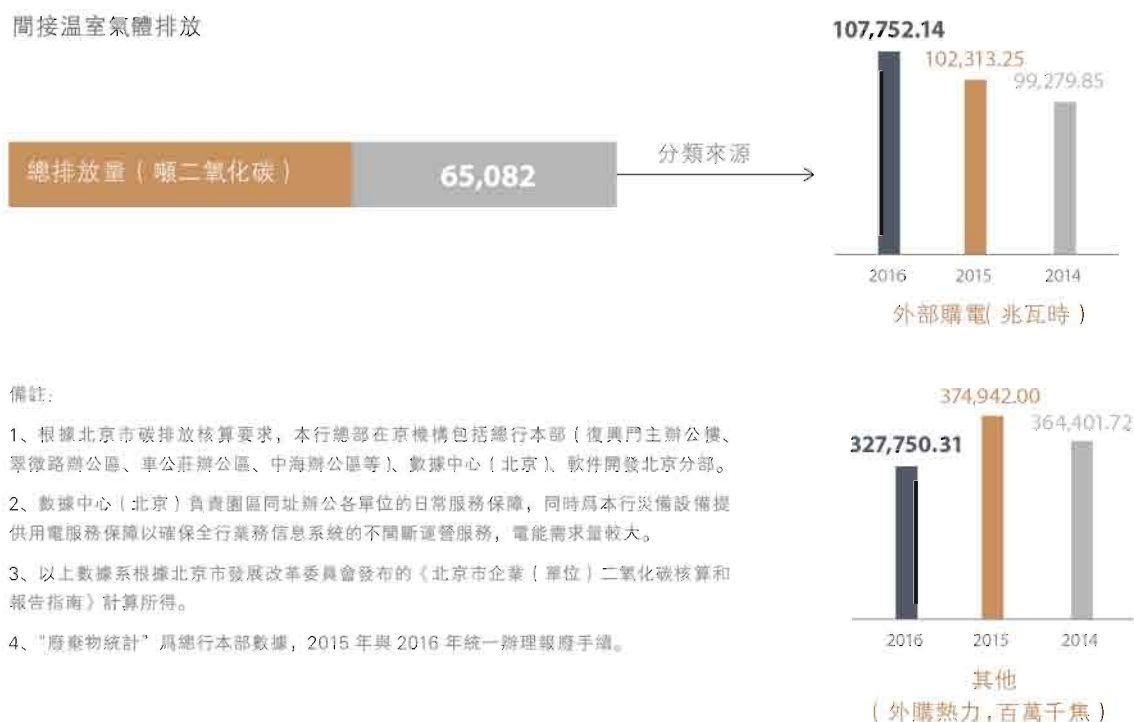 間接温室氣體排放
總排放量（噸二氧化碳）
65,082
分類來源
107,752.14
102,313.25
99,279.85
2016
2015
2014
外部購電（兆瓦時）
備註：
1、根據北京市碳排放核算要求，本行總部在京機構包括總行本部（復興門主辦公樓、
翠微路辦公區、車公莊辦公區、中海辦公區等）、數據中心（北京）、軟件開發北京分部。
2、數據中心（北京）負責園區同址辦公各單位的日常服務保障，同時爲本行災備設備提
供用電服務保障以確保全行業務信息系統的不間斷運營服務，電能需求量較大。
3、以上數據系根據北京市發展改革委員會發布的《北京市企業（單位）二氧化碳核算和
報告指南》計算所得。
4、“廢棄物統計”爲總行本部數據，2015 年與 2016 年統一辦理報廢手續。
374,942.00
364,401.72
327,750.31
2016
2015
2014
其他
（外購熱力，百萬千焦）